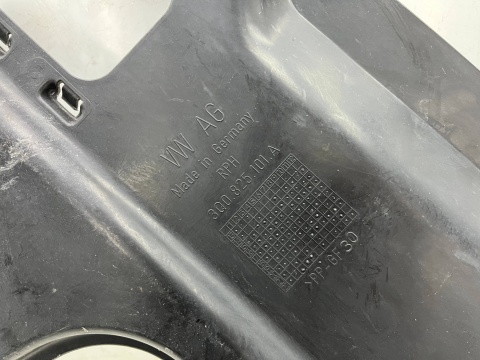 VW AG
Made in Germany
RPH
3Q0.825.101.A
>PP-GF30